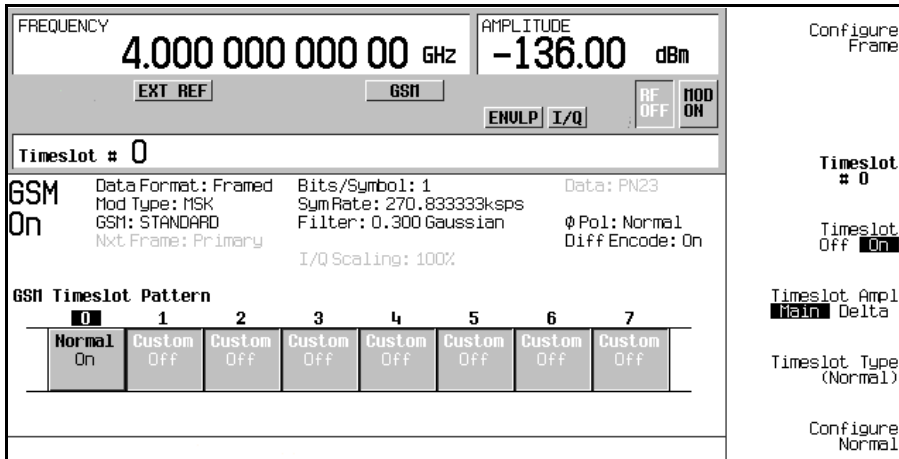 FREQUENCY
4.000 000 000 00 GHz
AMPLITUDE
-136.00 dBm
EXT REF
GSM
ENVLP I/Q
RF OFF
MOD ON
Timeslot # 0
GSM On
Data Format: Framed
Mod Type: MSK
GSM: STANDARD
Nxt Frame: Primary
Bits/Symbol: 1
Sym Rate: 270.833333ksps
Filter: 0.300 Gaussian
I/Q Scaling: 100%
Data: PN23
Φ Pol: Normal
Diff Encode: On
GSM Timeslot Pattern
0 1 2 3 4 5 6 7
Normal Custom Custom Custom Custom Custom Custom Custom
On Off Off Off Off Off Off Off
Configure
Frame
Timeslot
# 0
Timeslot
Off On
Timeslot Ampl
Main Delta
Timeslot Type
(Normal)
Configure
Normal